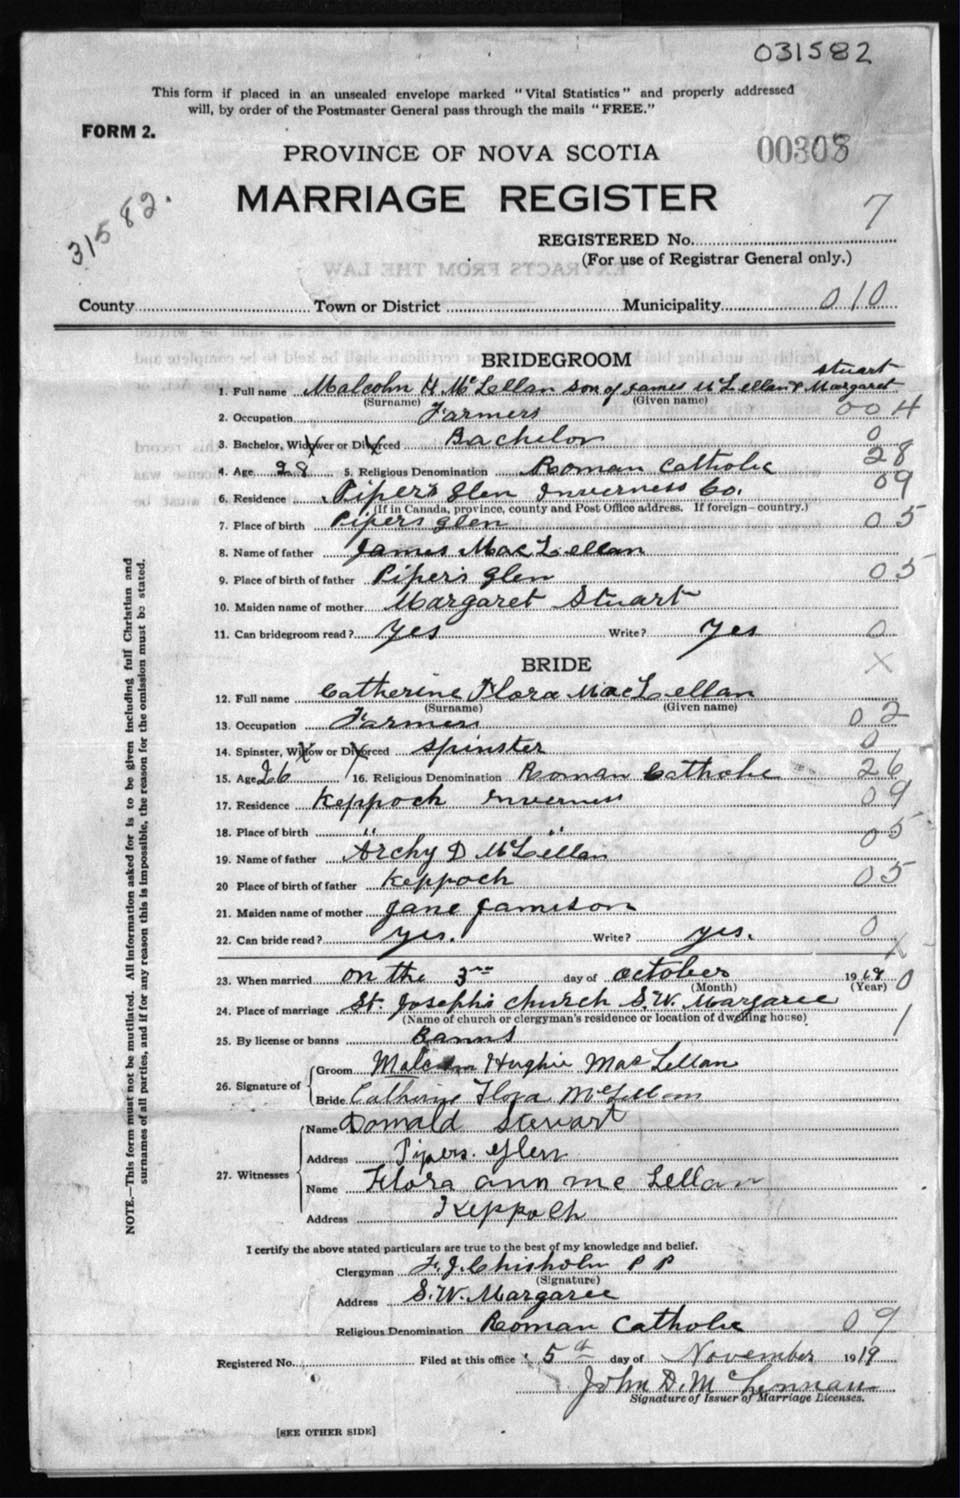 031582
This form if placed in an unsealed envelope marked "Vital Statistics" and properly addressed
will, by order of the Postmaster General pass through the mails "FREE."
FORM 2.
PROVINCE OF NOVA SCOTIA
00308
MARRIAGE REGISTER
31582.
7
REGISTERED No.
(For use of Registrar General only.)
EXTRACTS FROM THE LAW
County Town or District Municipality 010
BRIDEGROOM
Stuart
1. Full name Malcohn H. McLellan son of James McLellan & Margaret
(Surname) (Given name)
2. Occupation Farmers 004
3. Bachelor, Widower or Divorced Bachelor 0
4. Age 28 5. Religious Denomination Roman Catholic 28
6. Residence Piper's Glen Inverness Co. 09
(If in Canada, province, county and Post Office address. If foreign—country.)
7. Place of birth Pipers Glen 05
8. Name of father James MacLellan
9. Place of birth of father Piper's Glen 05
10. Maiden name of mother Margaret Stuart
11. Can bridegroom read? Yes Write? Yes 0
BRIDE X
12. Full name Catherine Flora MacLellan
(Surname) (Given name)
13. Occupation Farmers 02
14. Spinster, Widow or Divorced Spinster 0
15. Age 26 16. Religious Denomination Roman Catholic 26
17. Residence Keppoch Inverness 09
18. Place of birth " " 05
19. Name of father Archy D McLellan
20 Place of birth of father Keppoch 05
21. Maiden name of mother Jane Jamieson
22. Can bride read? yes. Write? yes. 0
X
23. When married on the 3rd day of October 1919 0
(Month) (Year)
24. Place of marriage St. Joseph's Church S.W. Margaree
(Name of church or clergyman's residence or location of dwelling house) 1
25. By license or banns Banns
26. Signature of Groom Malcom Hughie MacLellan
Bride Catherine Flora McLellan
27. Witnesses Name Donald Stewart
Address Pipers. Glen
Name Flora Ann McLellan
Address Keppoch
I certify the above stated particulars are true to the best of my knowledge and belief.
Clergyman F. J. Chisholm P P
(Signature)
Address S.W. Margaree
Religious Denomination Roman Catholic 09
Registered No. Filed at this office 5th day of November 1919
John D. McLennan
Signature of Issuer of Marriage Licenses.
[SEE OTHER SIDE]
NOTE.—This form must not be mutilated. All information asked for is to be given including full Christian and
surnames of all parties, and if for any reason this is impossible, the reason for the omission must be stated.